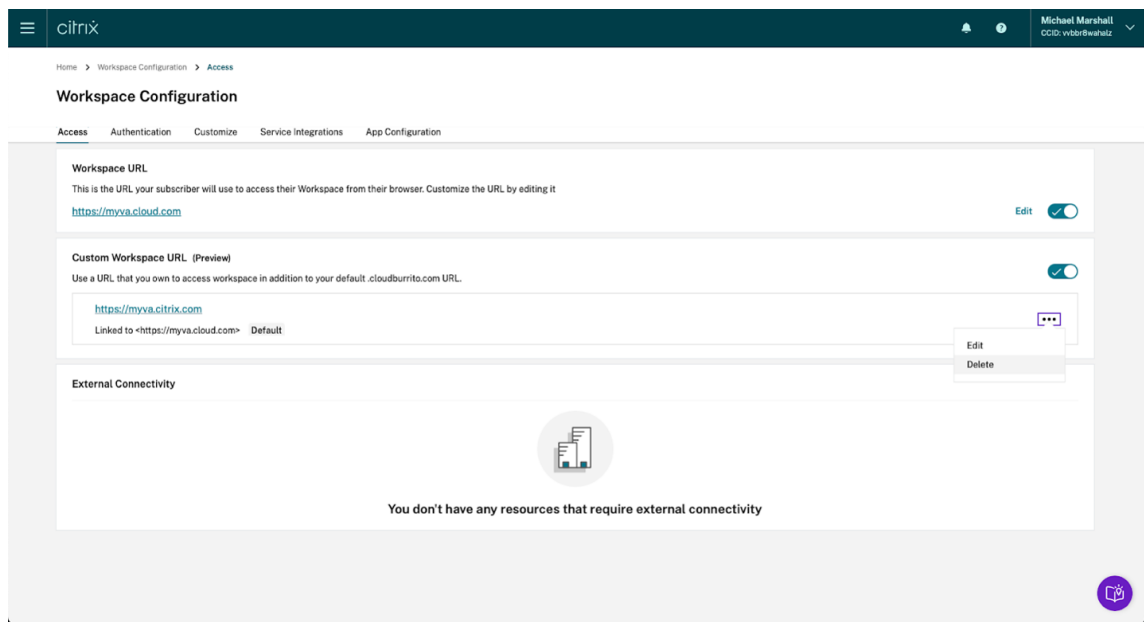 citrix
Michael Marshall
CCID: vvbbr8wahalz
Home > Workspace Configuration > Access
Workspace Configuration
Access Authentication Customize Service Integrations App Configuration
Workspace URL
This is the URL your subscriber will use to access their Workspace from their browser. Customize the URL by editing it
https://myva.cloud.com Edit
Custom Workspace URL (Preview)
Use a URL that you own to access workspace in addition to your default .cloudburrito.com URL.
https://myva.citrix.com
Linked to <https://myva.cloud.com> Default
Edit
Delete
External Connectivity
You don't have any resources that require external connectivity